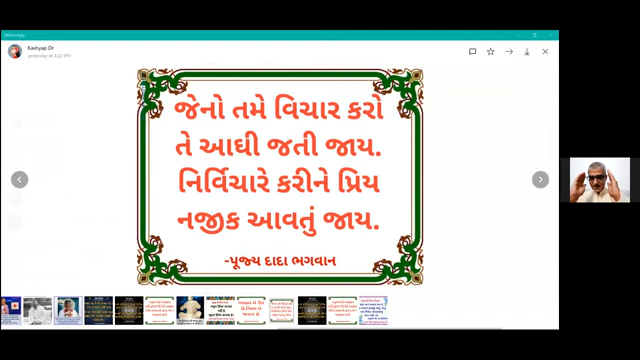 WhatsApp
Kashyap Dr
yesterday at 3:22 PM
જેનો તમે વિચાર કરો
તે આઘી જતી જાય.
નિર્વિચારે કરીને પ્રિય
નજીક આવતું જાય.
-પૂજ્ય દાદા ભગવાન